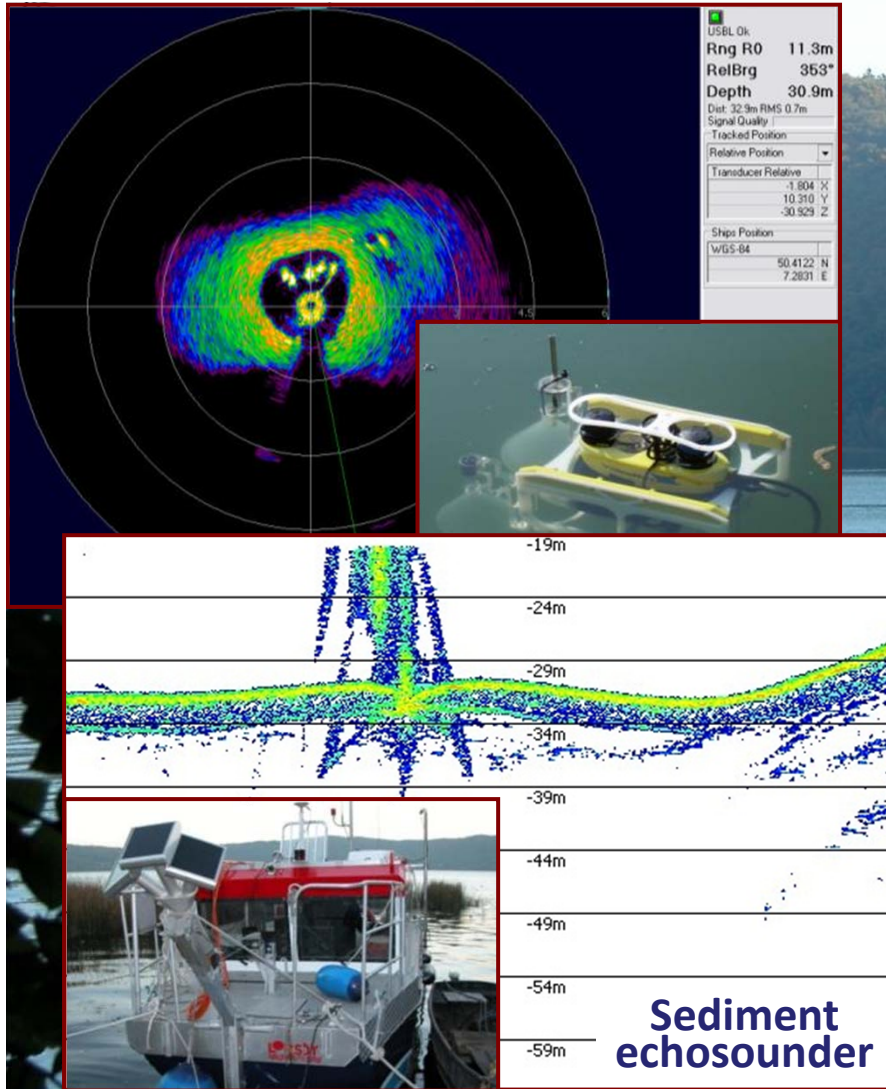 USBL Ok
Rng R0 11.3m
RelBrg 353°
Depth 30.9m
Dist: 32.9m RMS 0.7m
Signal Quality
Tracked Position
Relative Position
Transducer Relative
-1.804 X
10.310 Y
-30.929 Z
Ships Position
WGS-84
50.4122 N
7.2831 E
4.5
6
-19m
-24m
-29m
-34m
-39m
-44m
-49m
-54m
-59m
Sediment
echosounder